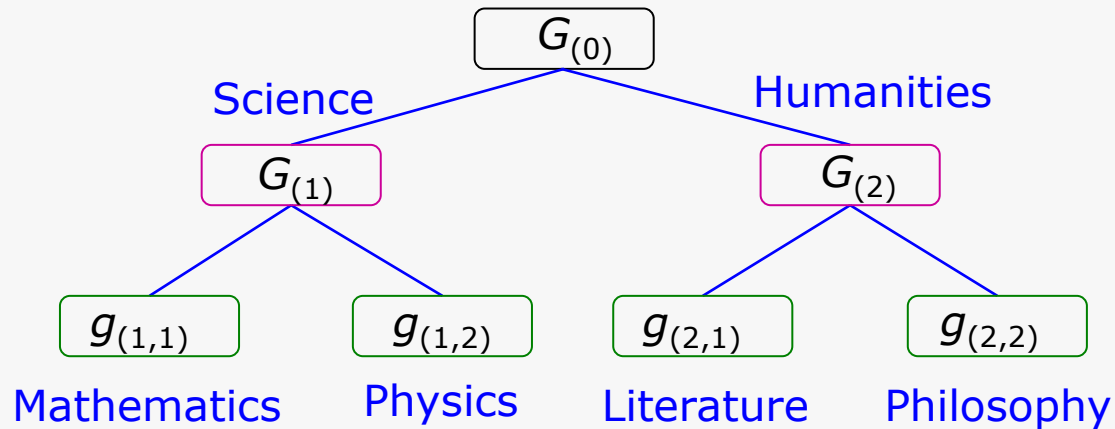 G(0)
Science
Humanities
G(1)
G(2)
g(1,1)
g(1,2)
g(2,1)
g(2,2)
Mathematics
Physics
Literature
Philosophy